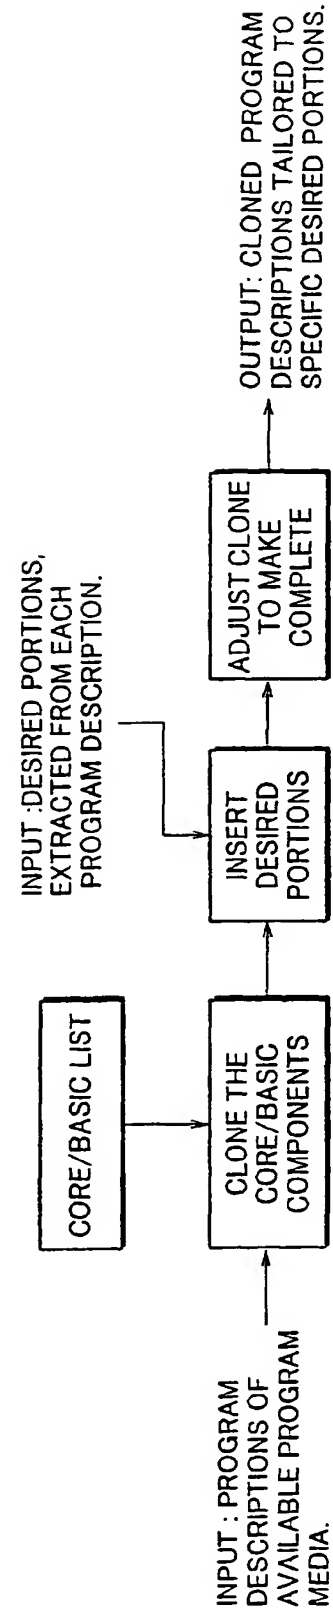 INPUT : PROGRAM
DESCRIPTIONS OF
AVAILABLE PROGRAM
MEDIA.
CORE/BASIC LIST
CLONE THE
CORE/BASIC
COMPONENTS
INPUT :DESIRED PORTIONS,
EXTRACTED FROM EACH
PROGRAM DESCRIPTION.
INSERT
DESIRED
PORTIONS
ADJUST CLONE
TO MAKE
COMPLETE
OUTPUT: CLONED PROGRAM
DESCRIPTIONS TAILORED TO
SPECIFIC DESIRED PORTIONS.